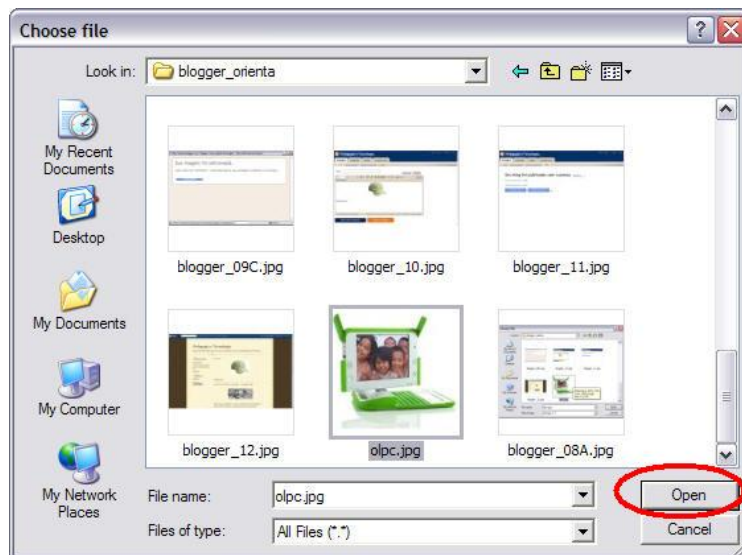 Choose file
Look in:
blogger_orienta
My Recent
Documents
Desktop
My Documents
My Computer
My Network
Places
blogger_09C.jpg
blogger_10.jpg
blogger_11.jpg
blogger_12.jpg
olpc.jpg
blogger_08A.jpg
File name:
olpc.jpg
Open
Files of type:
All Files (*.*)
Cancel